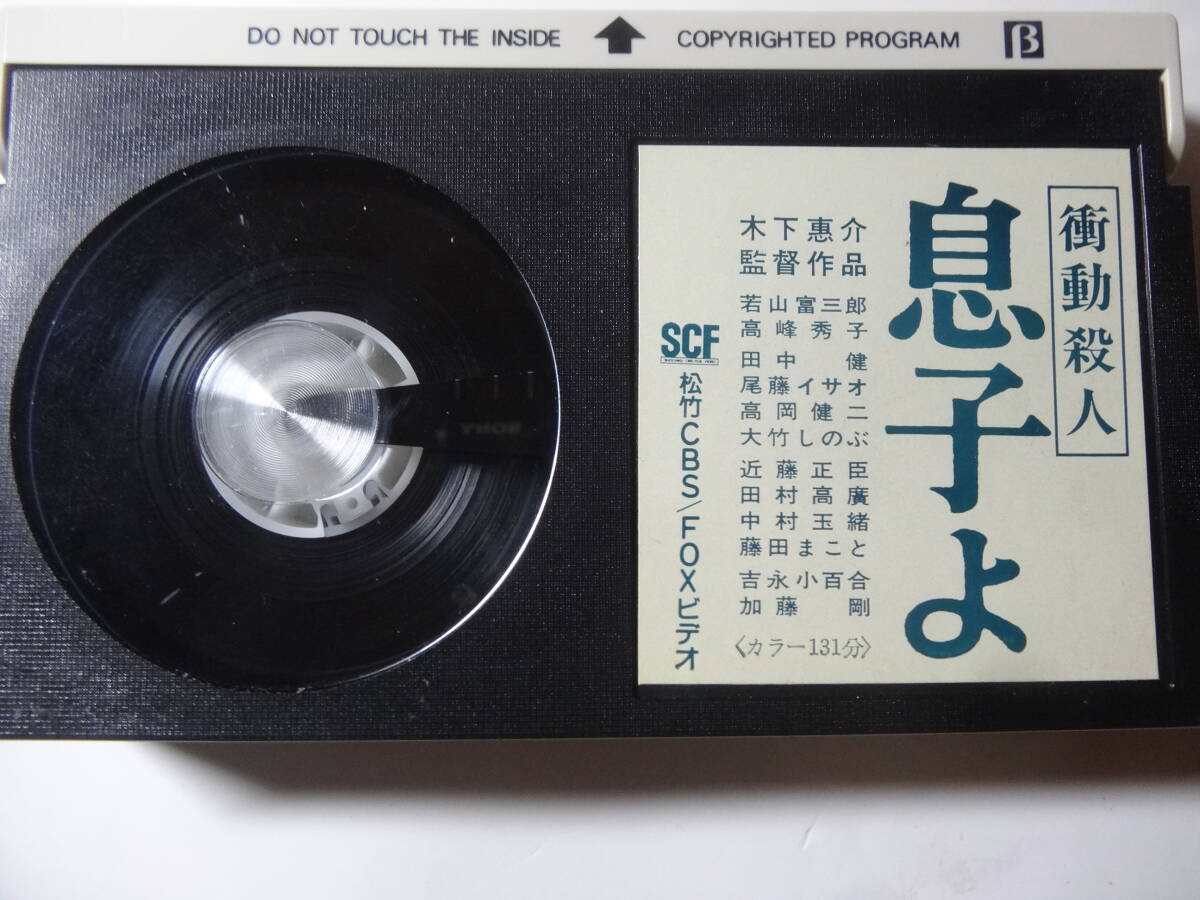 DO NOT TOUCH THE INSIDE
COPYRIGHTED PROGRAM
β
衝動殺人
息子よ
木下惠介
監督作品
若山富三郎
高峰秀子
田中健
尾藤イサオ
高岡健二
大竹しのぶ
近藤正臣
田村高廣
中村玉緒
藤田まこと
吉永小百合
加藤剛
〈カラー131分〉
SCF
松竹CBS/FOXビデオ
SONY